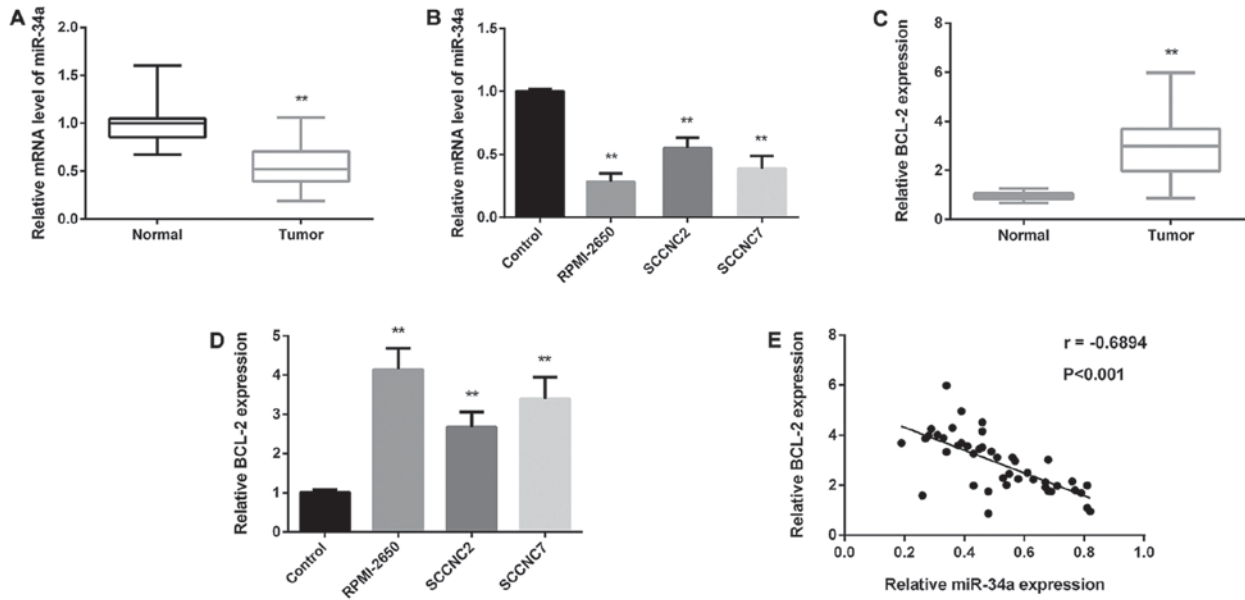 A
Relative mRNA level of miR-34a
2.0
1.5
1.0
0.5
0.0
**
Normal
Tumor
B
Relative mRNA level of miR-34a
1.5
1.0
0.5
0.0
**
**
**
Control
RPMI-2650
SCCNC2
SCCNC7
C
Relative BCL-2 expression
8
6
4
2
0
**
Normal
Tumor
D
Relative BCL-2 expression
5
4
3
2
1
0
**
**
**
Control
RPMI-2650
SCCNC2
SCCNC7
E
Relative BCL-2 expression
8
6
4
2
0
r = -0.6894
P<0.001
0.0
0.2
0.4
0.6
0.8
1.0
Relative miR-34a expression